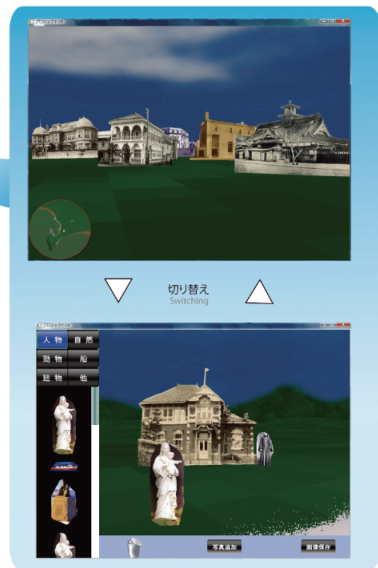 切り替え
Switching
人 物
自 然
動 物
船
建 物
他
写真追加
画像保存